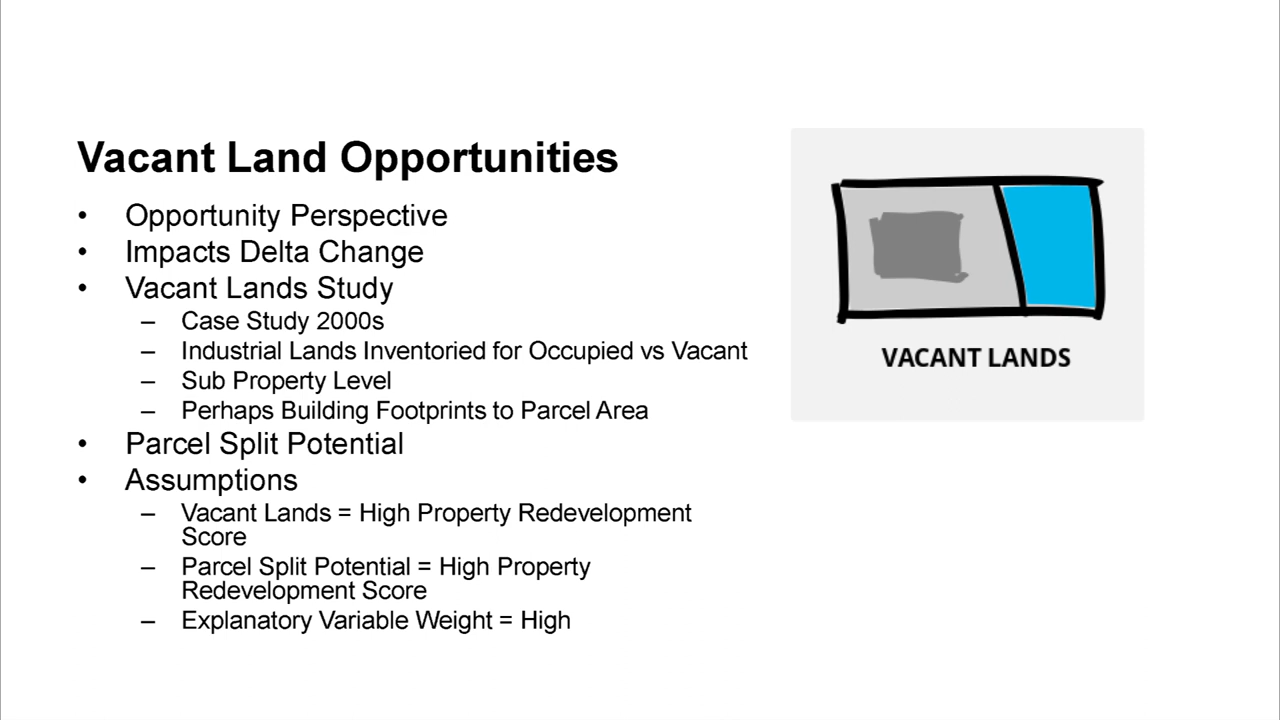 Vacant Land Opportunities
• Opportunity Perspective
• Impacts Delta Change
• Vacant Lands Study
– Case Study 2000s
– Industrial Lands Inventoried for Occupied vs Vacant
– Sub Property Level
– Perhaps Building Footprints to Parcel Area
• Parcel Split Potential
• Assumptions
– Vacant Lands = High Property Redevelopment
Score
– Parcel Split Potential = High Property
Redevelopment Score
– Explanatory Variable Weight = High
VACANT LANDS